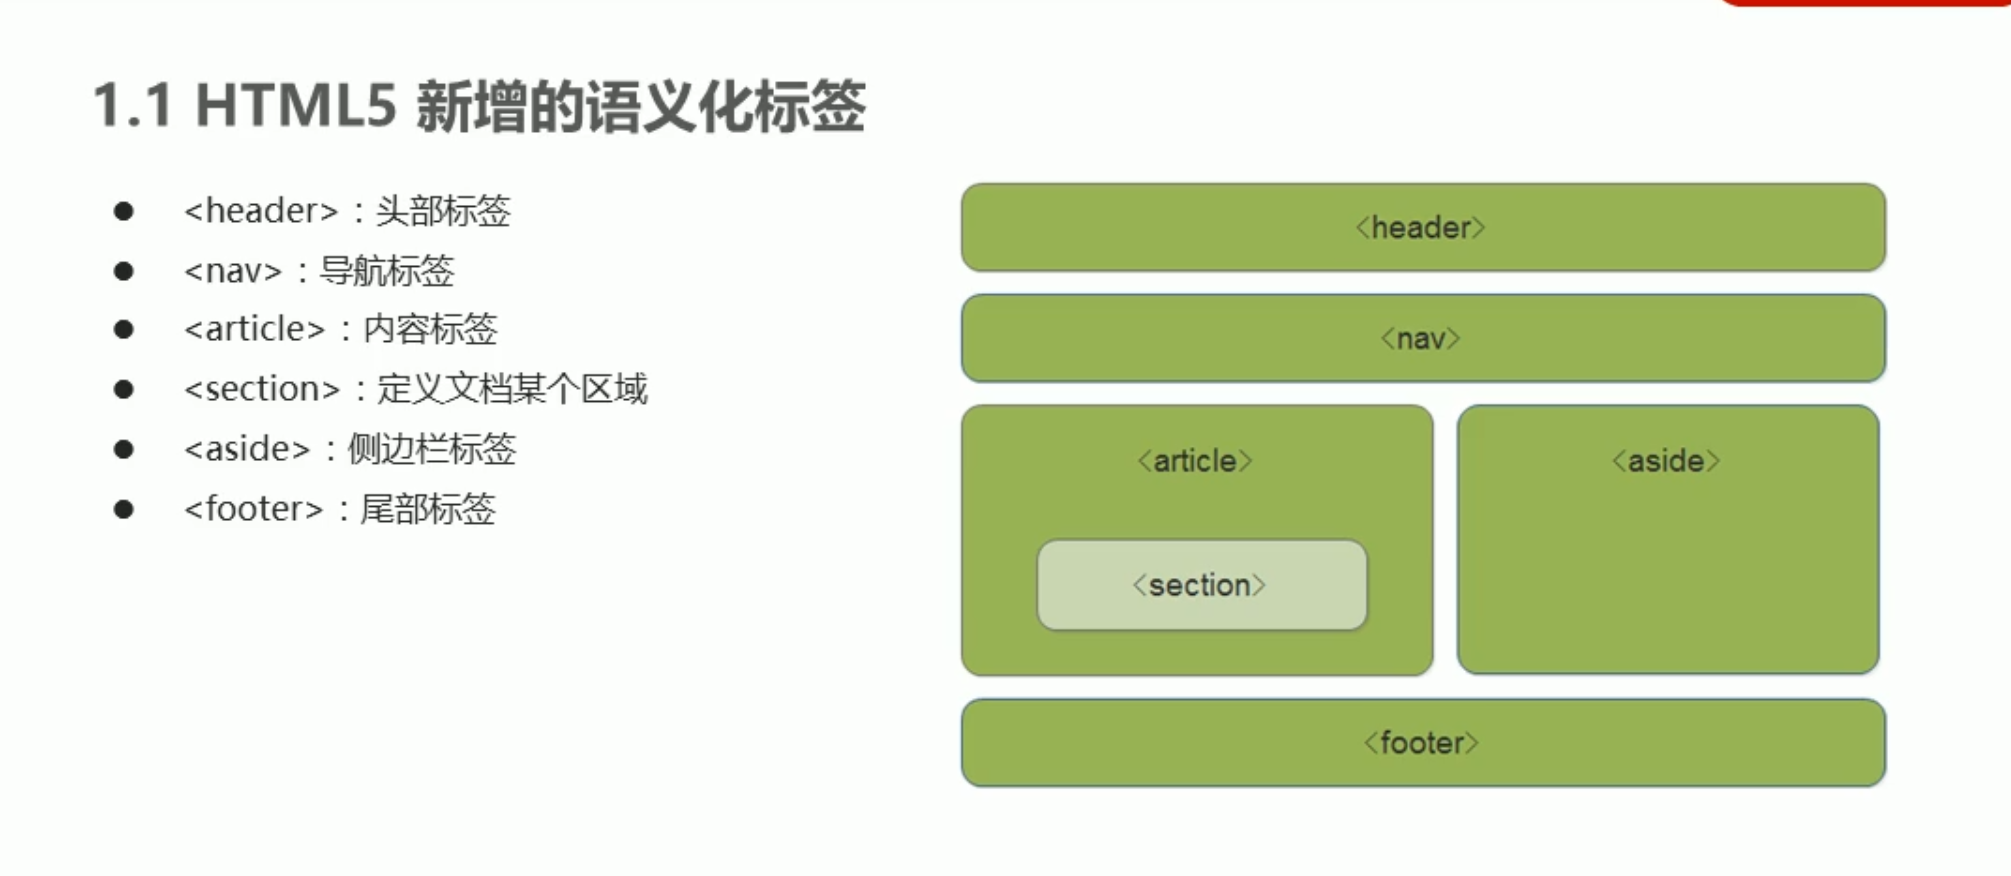 1.1 HTML5 新增的语义化标签
<header>：头部标签
<nav>：导航标签
<article>：内容标签
<section>：定义文档某个区域
<aside>：侧边栏标签
<footer>：尾部标签
<header>
<nav>
<article>
<aside>
<section>
<footer>